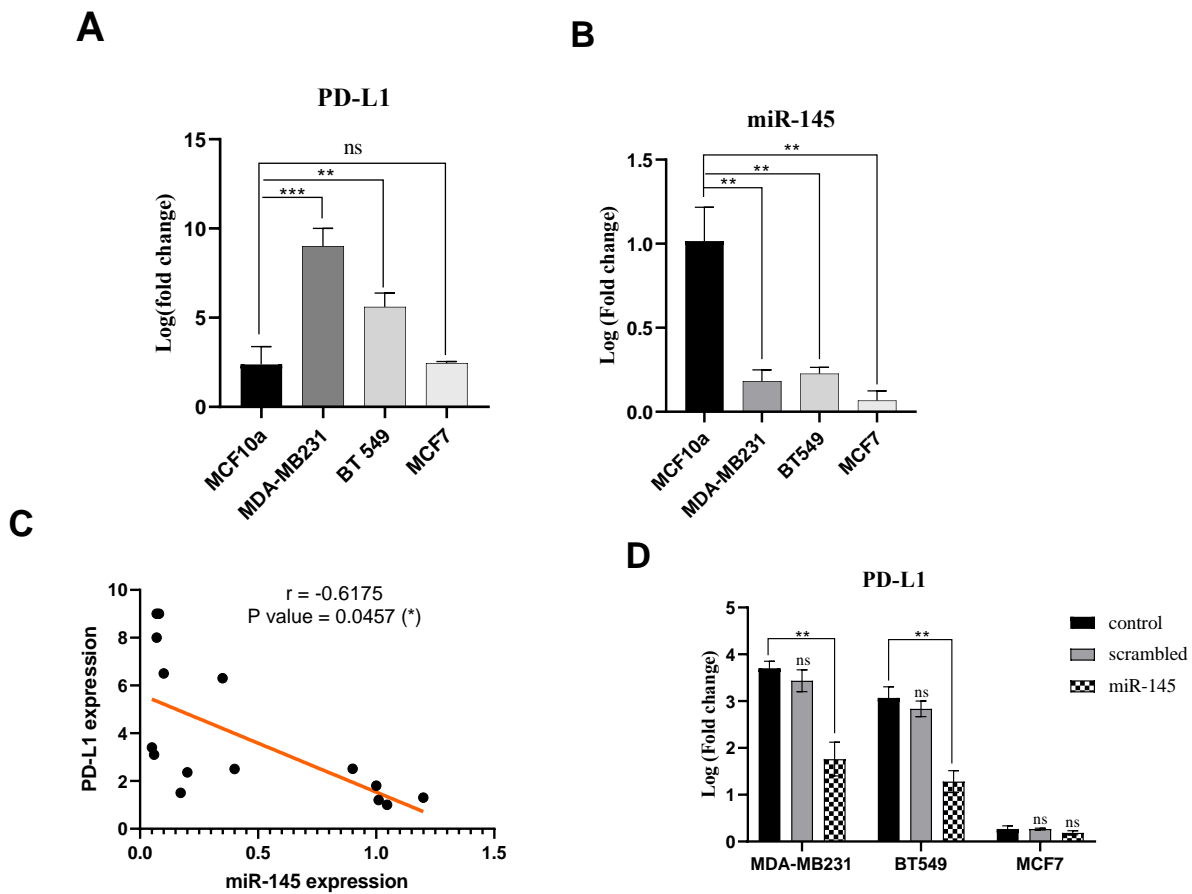 A
PD-L1
Log(fold change)
15
10
5
0
ns
**
***
MCF10a
MDA-MB231
BT 549
MCF7
B
miR-145
Log (Fold change)
1.5
1.0
0.5
0.0
**
**
**
MCF10a
MDA-MB231
BT549
MCF7
C
r = -0.6175
P value = 0.0457 (*)
PD-L1 expression
10
8
6
4
2
0
0.0
0.5
1.0
1.5
miR-145 expression
D
PD-L1
Log (Fold change)
5
4
3
2
1
0
**
ns
**
ns
ns
ns
MDA-MB231
BT549
MCF7
control
scrambled
miR-145